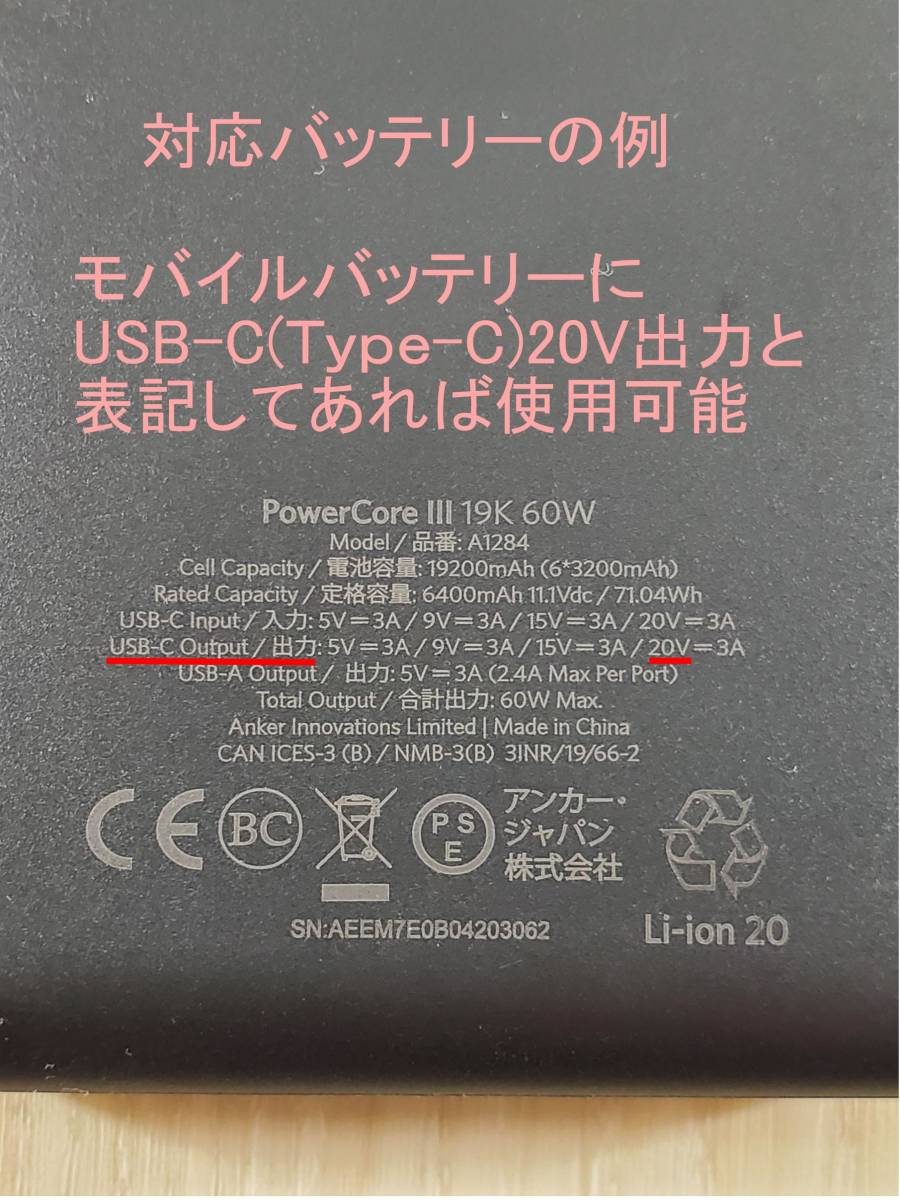 対応バッテリーの例
モバイルバッテリーに
USB-C(Type-C)20V出力と
表記してあれば使用可能
PowerCore III 19K 60W
Model / 品番: A1284
Cell Capacity / 電池容量: 19200mAh (6*3200mAh)
Rated Capacity / 定格容量: 6400mAh 11.1Vdc / 71.04Wh
USB-C Input / 入力: 5V⎓3A / 9V⎓3A / 15V⎓3A / 20V⎓3A
USB-C Output / 出力: 5V⎓3A / 9V⎓3A / 15V⎓3A / 20V⎓3A
USB-A Output / 出力: 5V⎓3A (2.4A Max Per Port)
Total Output / 合計出力: 60W Max.
Anker Innovations Limited | Made in China
CAN ICES-3 (B) / NMB-3(B) 3INR/19/66-2
CE
BC
PSE
アンカー・
ジャパン
株式会社
SN:AEEM7E0B04203062
Li-ion 20